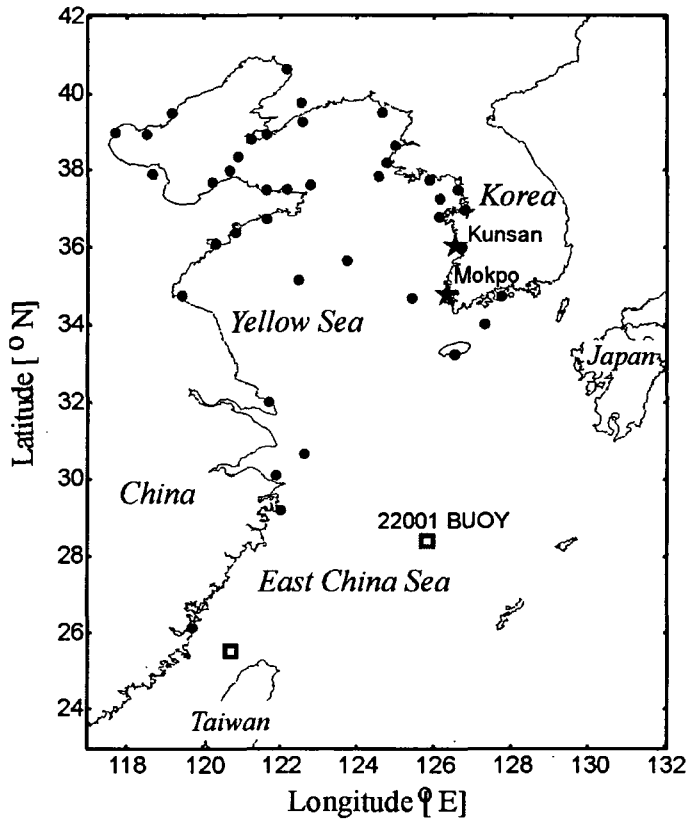 42
40
38
36
34
32
30
28
26
24
Latitude [ ° N]
Korea
Kunsan
Mokpo
Yellow Sea
Japan
China
22001 BUOY
East China Sea
Taiwan
118 120 122 124 126 128 130 132
Longitude [° E]